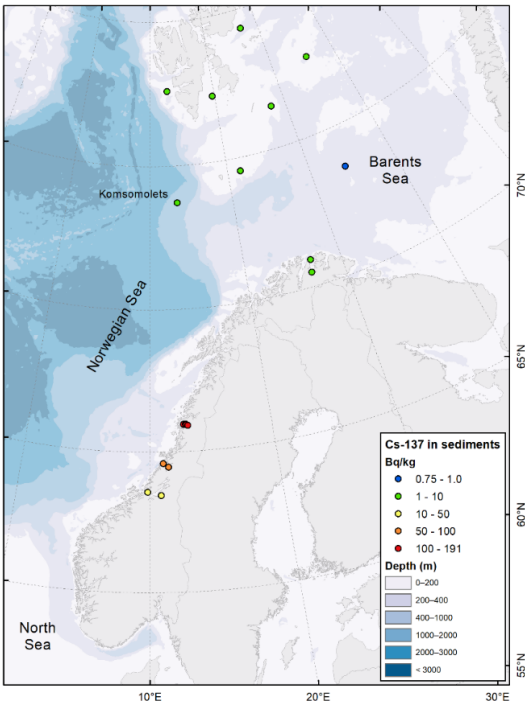 Barents
Sea
Komsomolets
70°N
Norwegian Sea
65°N
Cs-137 in sediments
Bq/kg
0.75 - 1.0
1 - 10
10 - 50
50 - 100
100 - 191
Depth (m)
0–200
200–400
400–1000
1000–2000
2000–3000
< 3000
60°N
North
Sea
55°N
10°E
20°E
30°E